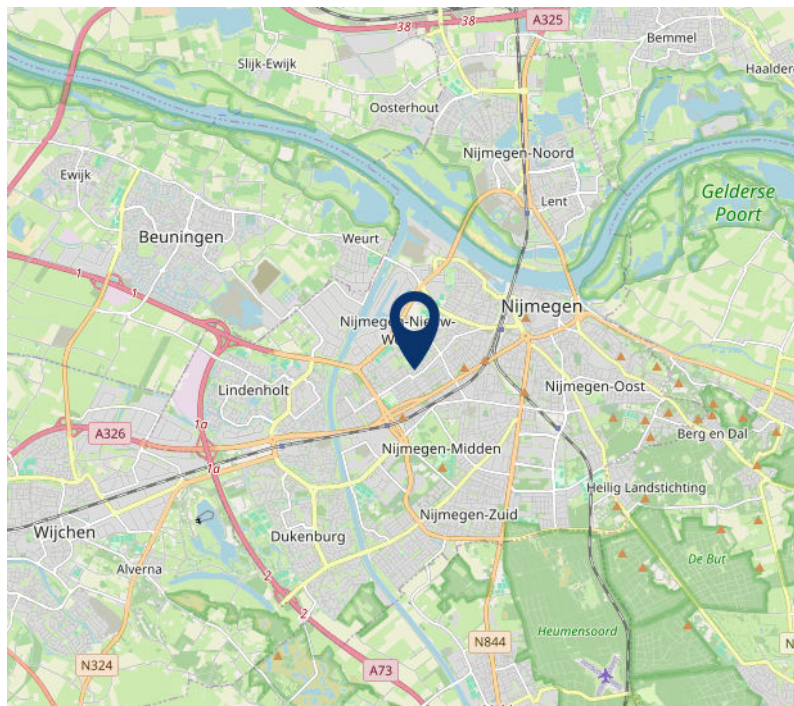 A325
38
38
Bemmel
Slijk-Ewijk
Haalderen
Oosterhout
Nijmegen-Noord
Ewijk
Gelderse
Poort
Lent
Beuningen
Weurt
1
Nijmegen
Nijmegen-Nieuw-
W
1
Lindenholt
Nijmegen-Oost
1a
A326
Berg en Dal
Nijmegen-Midden
1a
Heilig Landstichting
Nijmegen-Zuid
Wijchen
Dukenburg
De But
Alverna
2
2
Heumensoord
N844
N324
A73
N